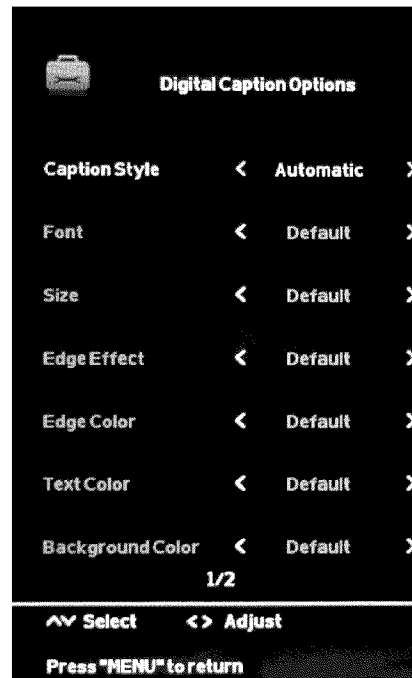 Digital Caption Options
Caption Style < Automatic >
Font < Default >
Size < Default >
Edge Effect < Default >
Edge Color < Default >
Text Color < Default >
Background Color < Default >
1/2
Select <> Adjust
Press "MENU" to return